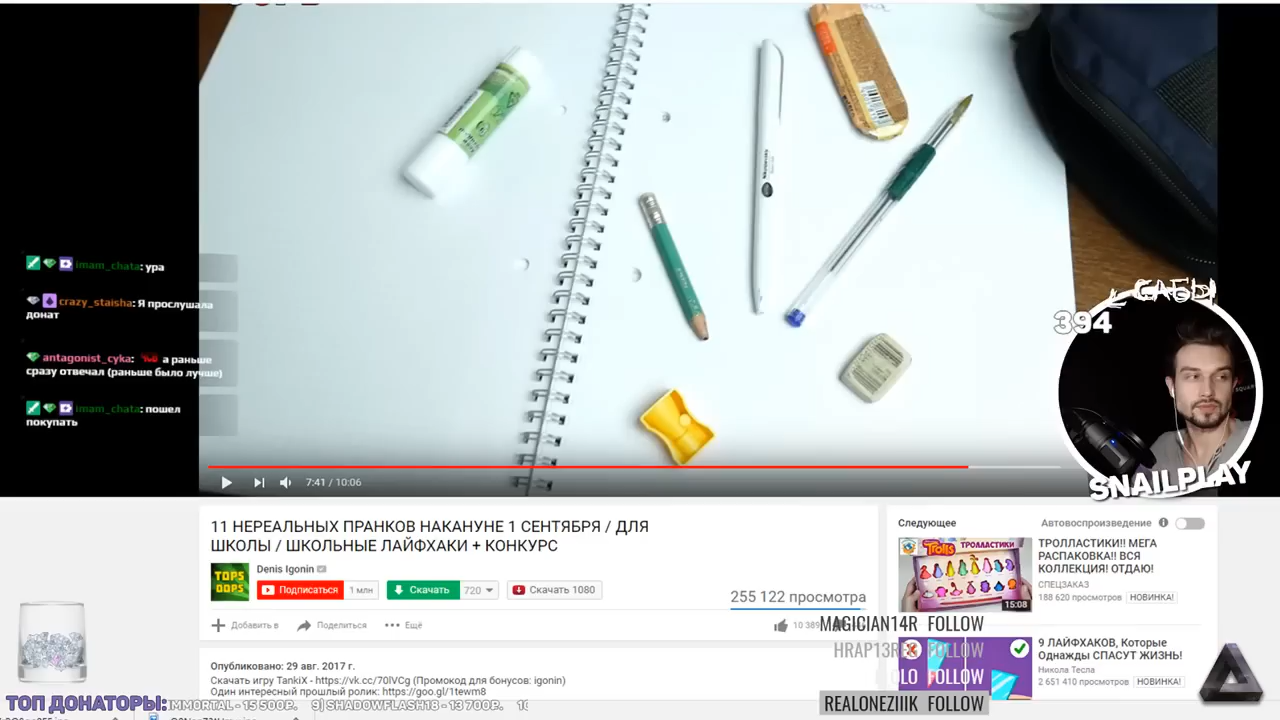 imam_chata: ура
crazy_staisha: Я прослушала
донат
antagonist_cyka: а раньше
сразу отвечал (раньше было лучше)
imam_chata: пошел
покупать
САБЫ
394
SNAILPLAY
7:41 / 10:06
11 НЕРЕАЛЬНЫХ ПРАНКОВ НАКАНУНЕ 1 СЕНТЯБРЯ / ДЛЯ
ШКОЛЫ / ШКОЛЬНЫЕ ЛАЙФХАКИ + КОНКУРС
TOPS
OOPS
Denis Igonin
Подписаться 1 млн
Скачать 720
Скачать 1080
255 122 просмотра
Добавить в
Поделиться
Ещё
10 389
Опубликовано: 29 авг. 2017 г.
Скачать игру TankiX - https://vk.cc/70lVCg (Промокод для бонусов: igonin)
Один интересный прошлый ролик: https://goo.gl/1tewm8
Следующее
Автовоспроизведение
Trolls
ТРОЛЛАСТИКИ
15:08
ТРОЛЛАСТИКИ!! МЕГА
РАСПАКОВКА!! ВСЯ
КОЛЛЕКЦИЯ! ОТДАЮ!
СПЕЦЗАКАЗ
188 620 просмотров НОВИНКА!
9 ЛАЙФХАКОВ, Которые
Однажды СПАСУТ ЖИЗНЬ!
Никола Тесла
2 651 410 просмотров НОВИНКА!
MAGICIAN14R FOLLOW
FOLLOW
FOLLOW
REALONEZIIIK FOLLOW
ТОП ДОНАТОРЫ:
IMMORTAL - 15 500Р. 9. SHADOWFLASH18 - 13 700Р. 10